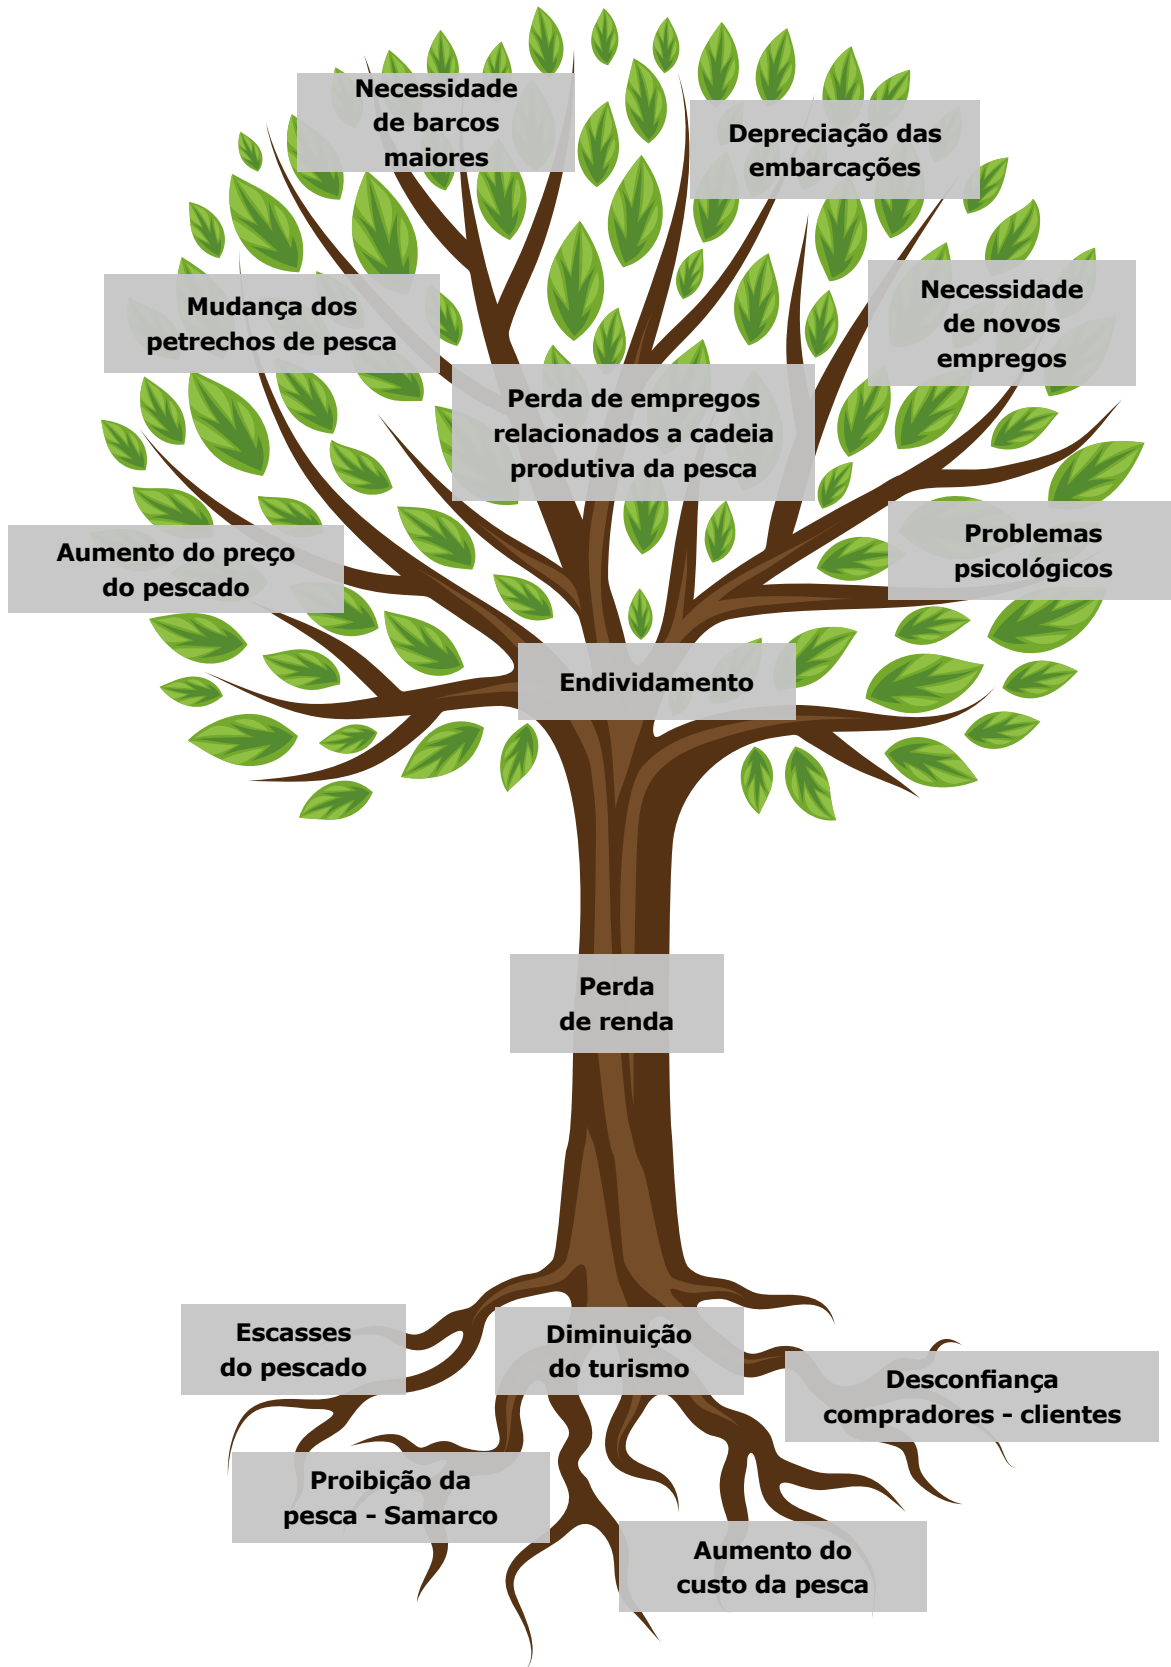 Necessidade
de barcos
maiores
Depreciação das
embarcações
Mudança dos
petrechos de pesca
Necessidade
de novos
empregos
Perda de empregos
relacionados a cadeia
produtiva da pesca
Aumento do preço
do pescado
Problemas
psicológicos
Endividamento
Perda
de renda
Escasses
do pescado
Diminuição
do turismo
Desconfiança
compradores - clientes
Proibição da
pesca - Samarco
Aumento do
custo da pesca